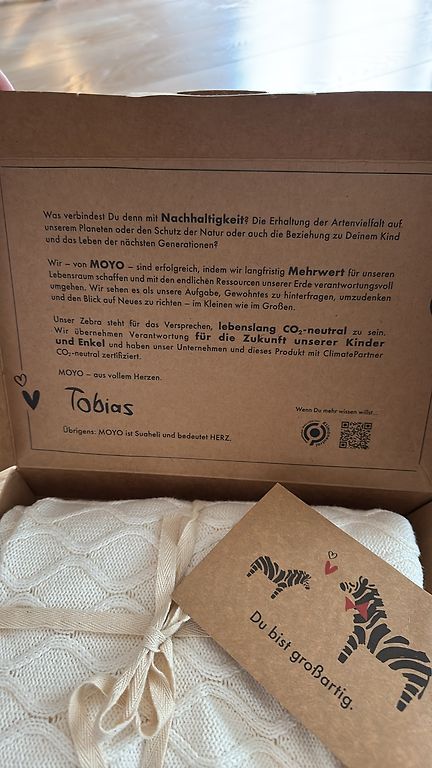 Was verbindest Du denn mit Nachhaltigkeit? Die Erhaltung der Artenvielfalt auf
unserem Planeten oder den Schutz der Natur oder auch die Beziehung zu Deinem Kind
und das Leben der nächsten Generationen?
Wir – von MOYO – sind erfolgreich, indem wir langfristig Mehrwert für unseren
Lebensraum schaffen und mit den endlichen Ressourcen unserer Erde verantwortungsvoll
umgehen. Wir sehen es als unsere Aufgabe, Gewohntes zu hinterfragen, umzudenken
und den Blick auf Neues zu richten – im Kleinen wie im Großen.
Unser Zebra steht für das Versprechen, lebenslang CO₂-neutral zu sein.
Wir übernehmen Verantwortung für die Zukunft unserer Kinder
und Enkel und haben unser Unternehmen und dieses Produkt mit ClimatePartner
CO₂-neutral zertifiziert.
MOYO – aus vollem Herzen.
Tobias
Wenn Du mehr wissen willst...
Übrigens: MOYO ist Suaheli und bedeutet HERZ.
Du bist großartig.